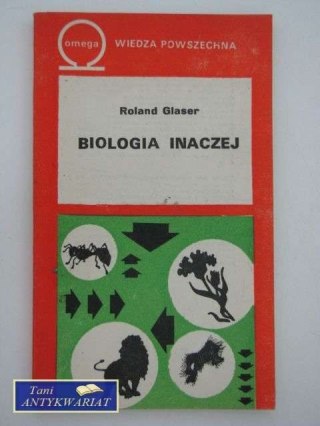 omega
WIEDZA POWSZECHNA
Roland Glaser
BIOLOGIA INACZEJ
Tani
ANTYKWARIAT